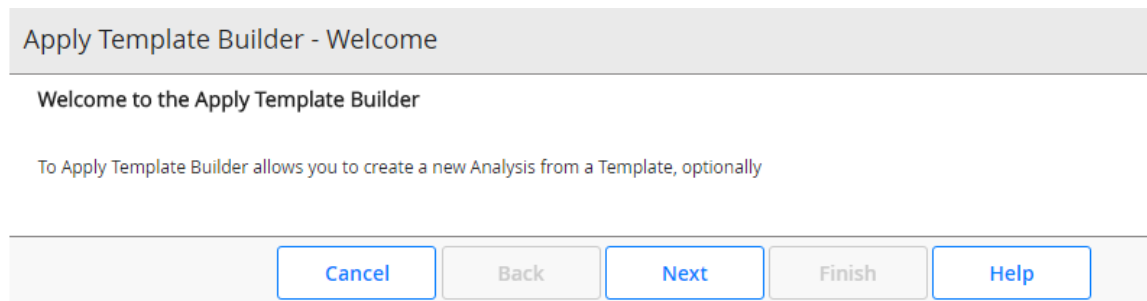 Apply Template Builder - Welcome
Welcome to the Apply Template Builder
To Apply Template Builder allows you to create a new Analysis from a Template, optionally
Cancel Back Next Finish Help